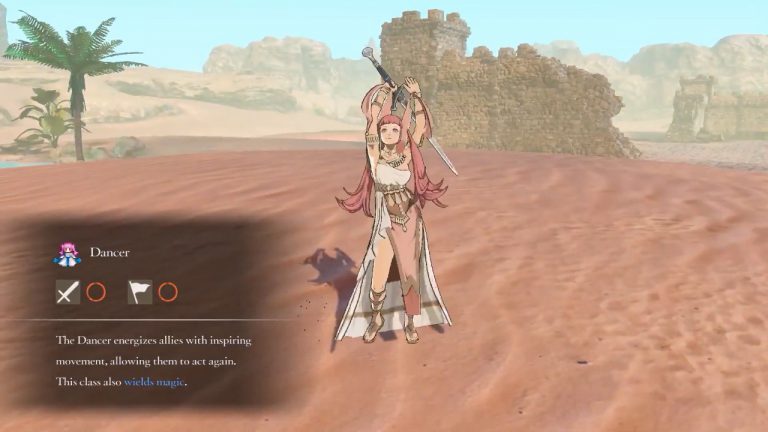 Dancer
The Dancer energizes allies with inspiring
movement, allowing them to act again.
This class also wields magic.